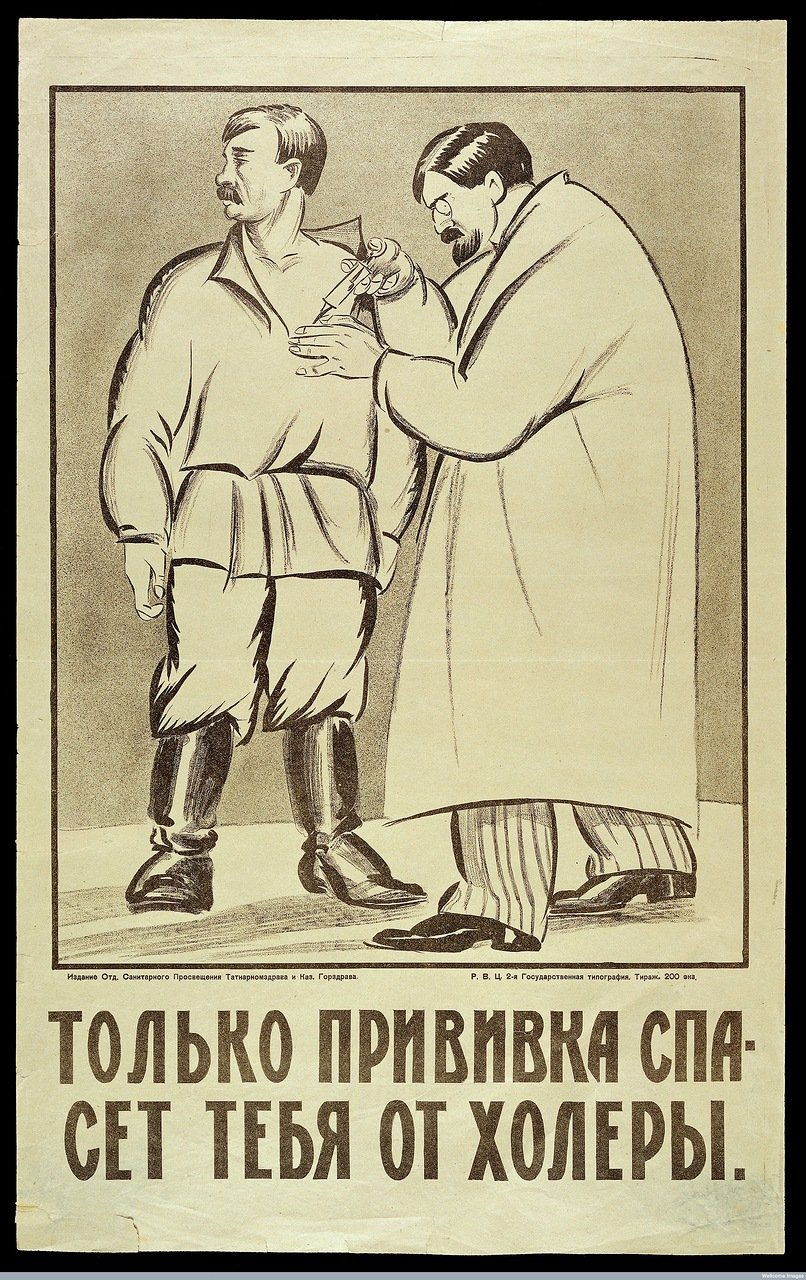 Издание Отд. Санитарного Просвещения Татнаркомздрава и Каз. Горздрава.
Р. В. Ц. 2-я Государственная типография. Тираж. 200 экз.
ТОЛЬКО ПРИВИВКА СПА-
СЕТ ТЕБЯ ОТ ХОЛЕРЫ.
Wellcome Images